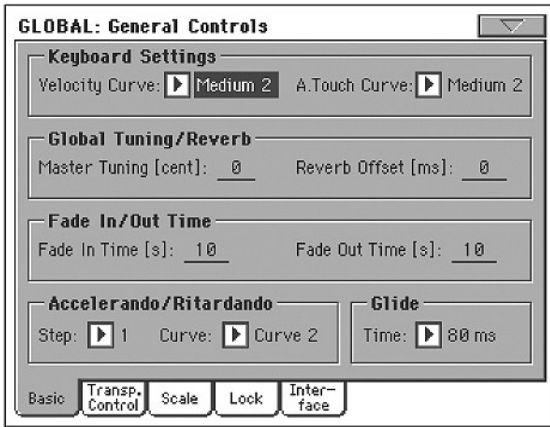 GLOBAL: General Controls
Keyboard Settings
Velocity Curve: Medium 2 A.Touch Curve: Medium 2
Global Tuning/Reverb
Master Tuning [cent]: 0 Reverb Offset [ms]: 0
Fade In/Out Time
Fade In Time [s]: 10 Fade Out Time [s]: 10
Accelerando/Ritardando Glide
Step: 1 Curve: Curve 2 Time: 80 ms
Basic Transp. Control Scale Lock Inter-face